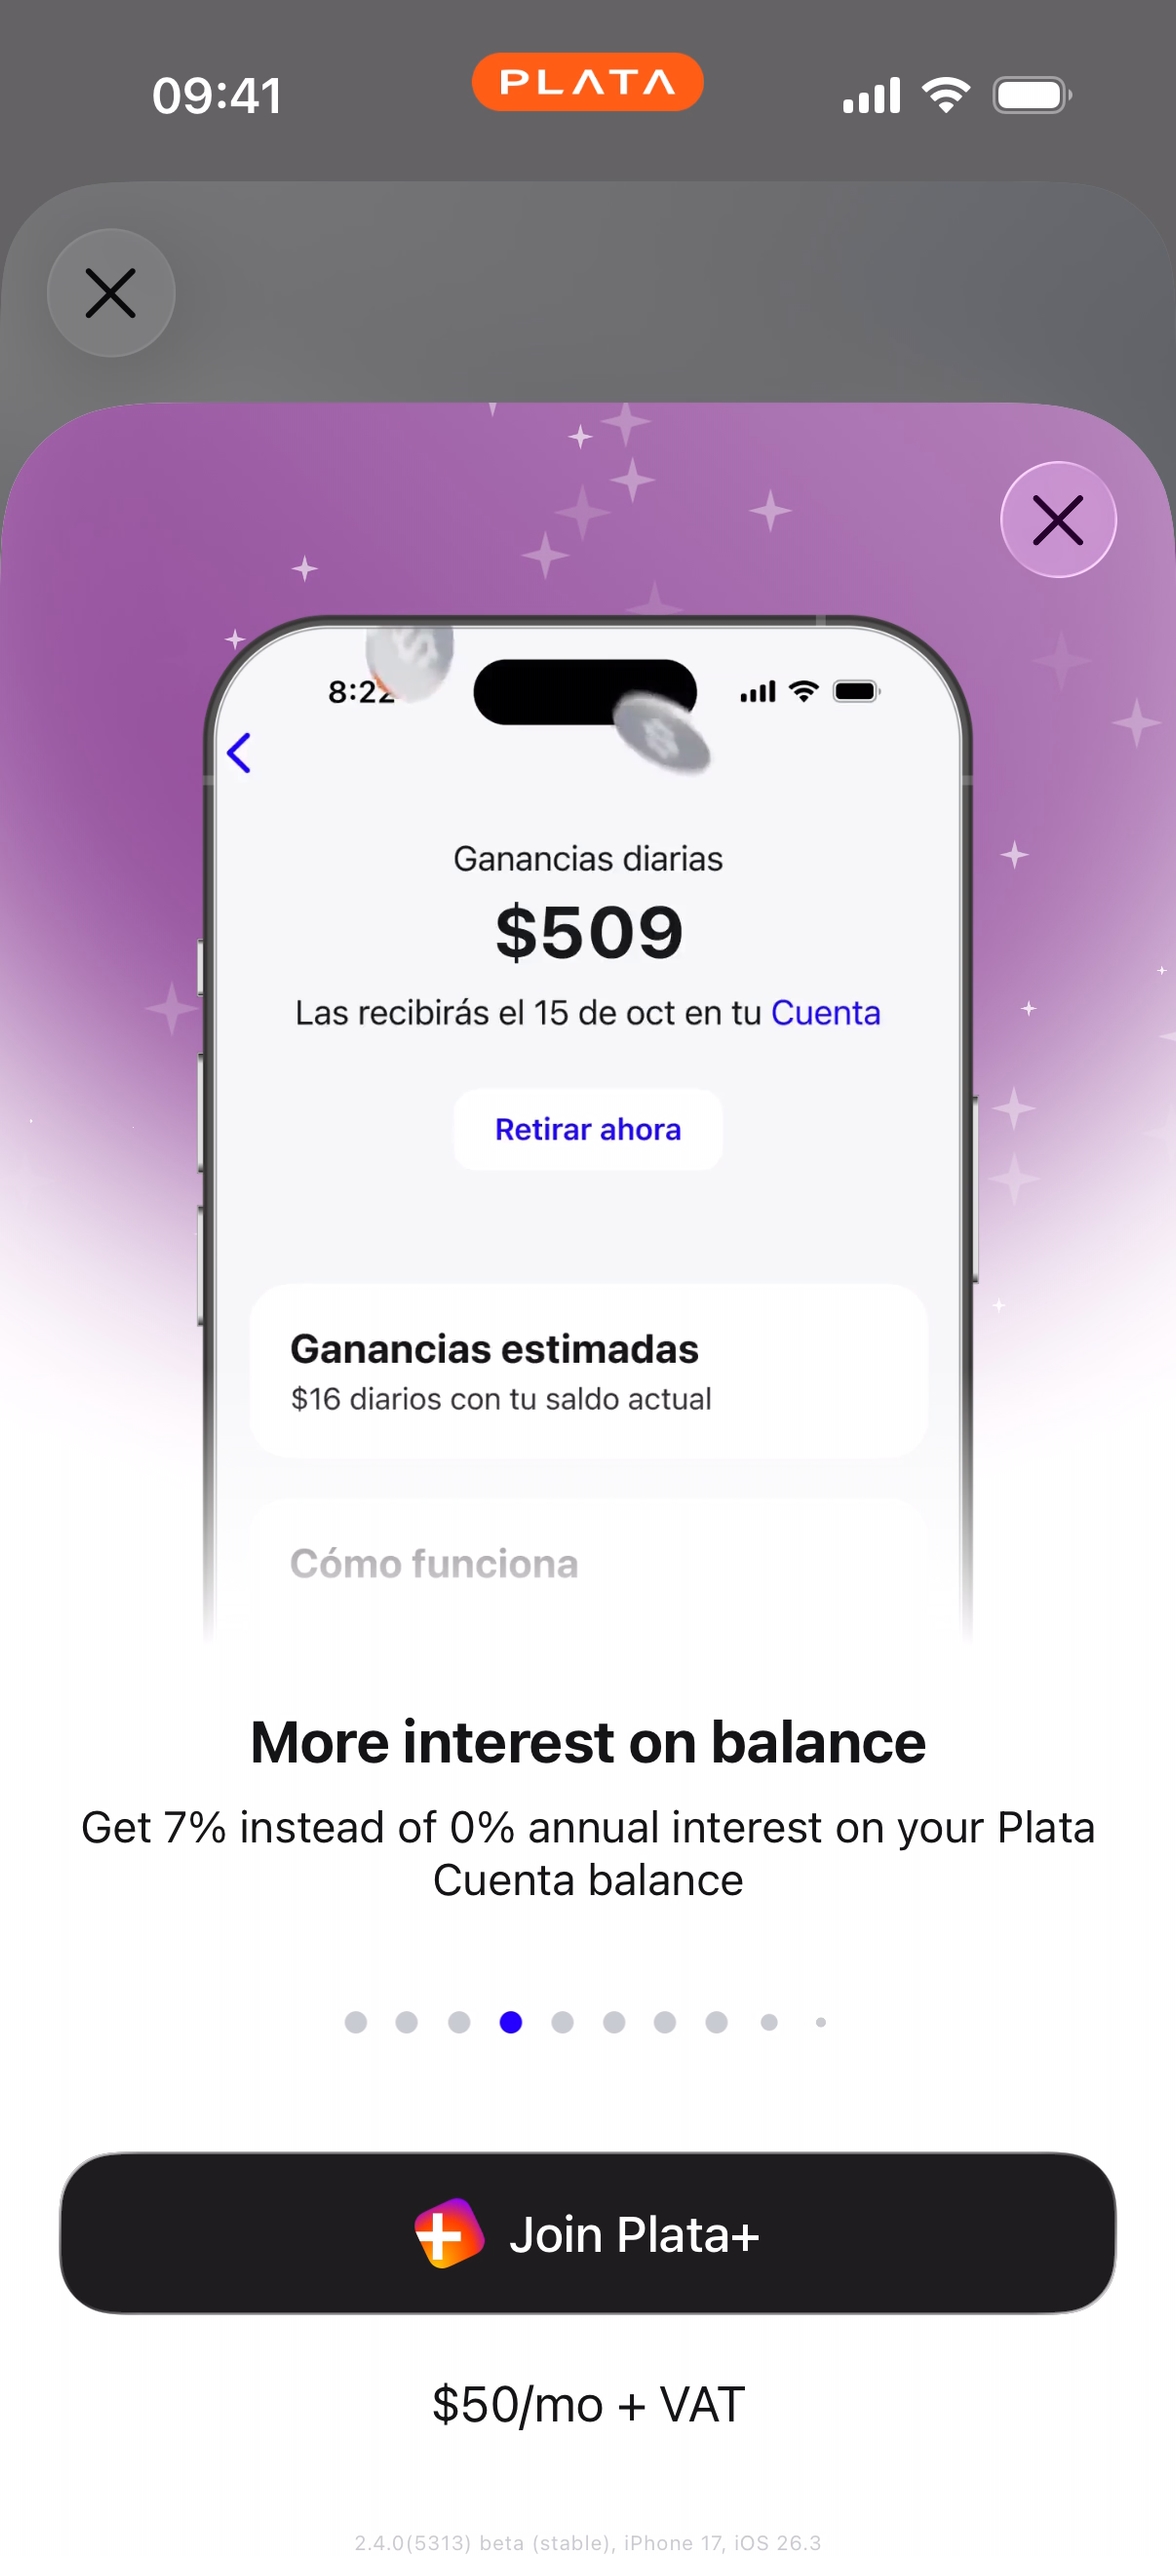 09:41
PLATA
8:22
Ganancias diarias
$509
Las recibirás el 15 de oct en tu Cuenta
Retirar ahora
Ganancias estimadas
$16 diarios con tu saldo actual
Cómo funciona
More interest on balance
Get 7% instead of 0% annual interest on your Plata
Cuenta balance
Join Plata+
$50/mo + VAT
2.4.0(5313) beta (stable), iPhone 17, iOS 26.3